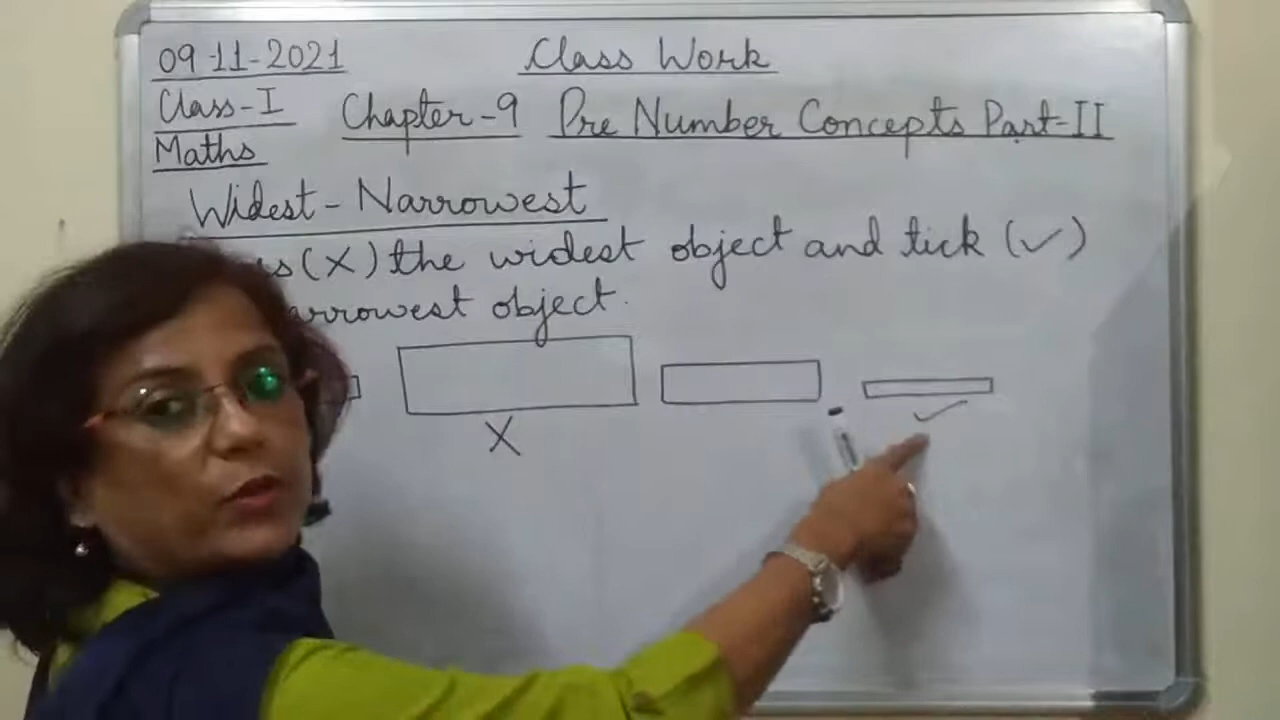 09-11-2021 Class Work
Class-I Chapter-9 Pre Number Concepts Part-II
Maths
Widest - Narrowest
(X) the widest object and tick (✓)
object.
X
✓